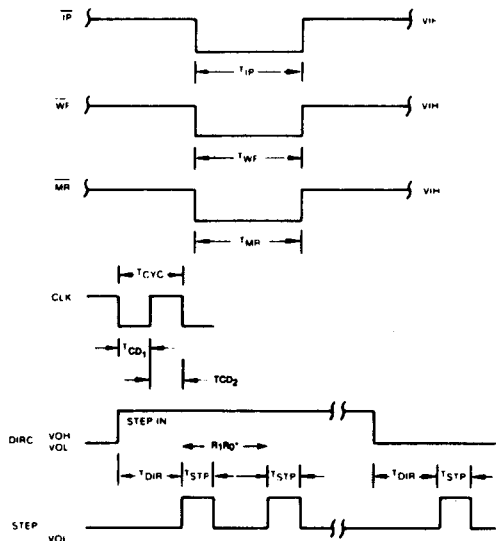 IP VIH
TIP
WF VIH
TWF
MR VIH
TMR
TCYC
CLK
TCD1
TCD2
STEP IN
DIRC VOH
VOL
R1R0*
TDIR TSTP TSTP TDIR TSTP
STEP
VOL